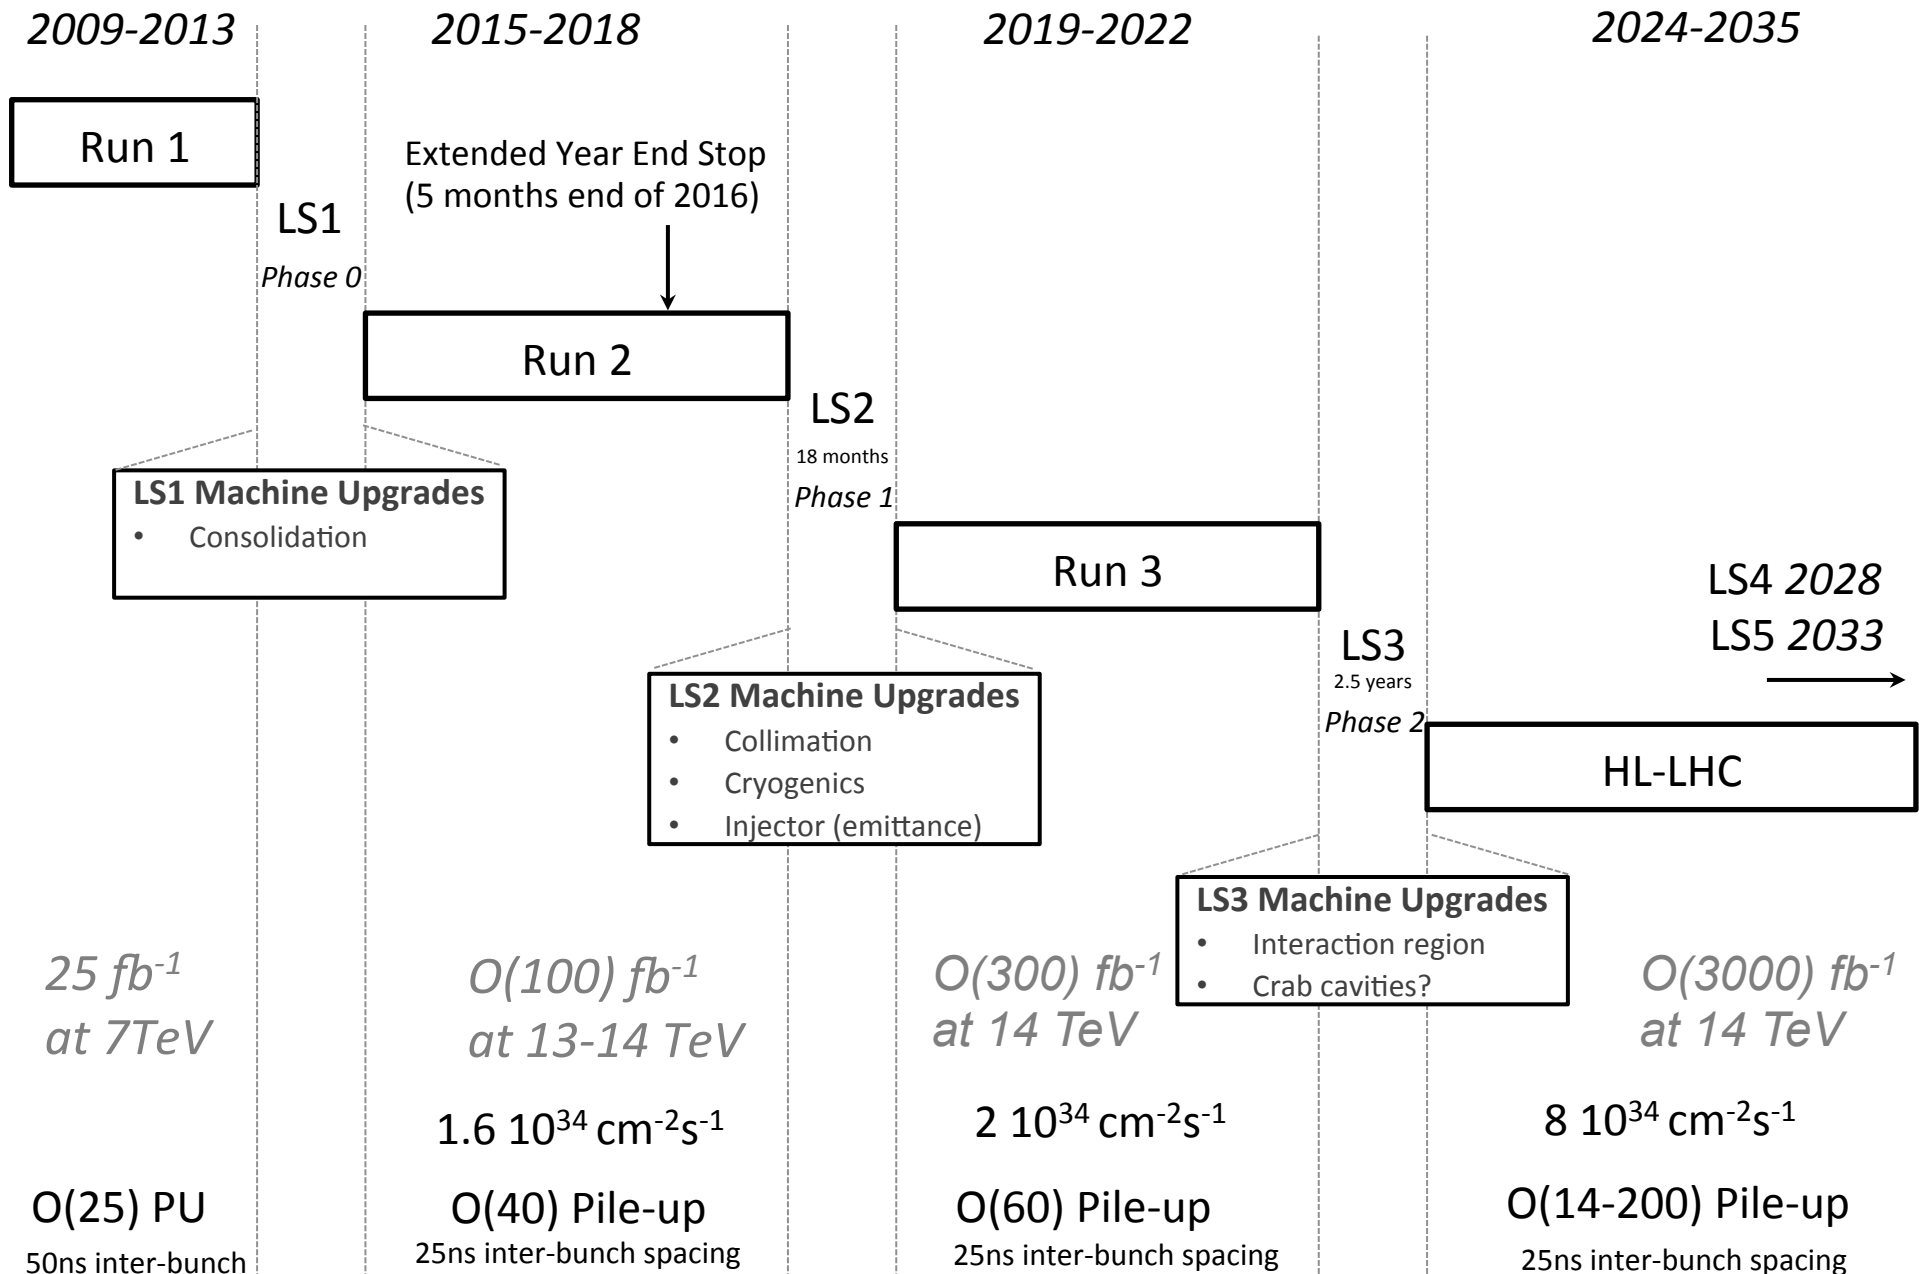 2009-2013
2015-2018
2019-2022
2024-2035
Run 1
Extended Year End Stop
(5 months end of 2016)
LS1
Phase 0
Run 2
LS2
18 months
Phase 1
LS1 Machine Upgrades
• Consolidation
Run 3
LS4 2028
LS5 2033
LS3
2.5 years
Phase 2
LS2 Machine Upgrades
• Collimation
• Cryogenics
• Injector (emittance)
HL-LHC
LS3 Machine Upgrades
• Interaction region
• Crab cavities?
25 fb⁻¹
at 7TeV
O(100) fb⁻¹
at 13-14 TeV
O(300) fb⁻¹
at 14 TeV
O(3000) fb⁻¹
at 14 TeV
1.6 10³⁴ cm⁻²s⁻¹
2 10³⁴ cm⁻²s⁻¹
8 10³⁴ cm⁻²s⁻¹
O(25) PU
50ns inter-bunch
O(40) Pile-up
25ns inter-bunch spacing
O(60) Pile-up
25ns inter-bunch spacing
O(14-200) Pile-up
25ns inter-bunch spacing